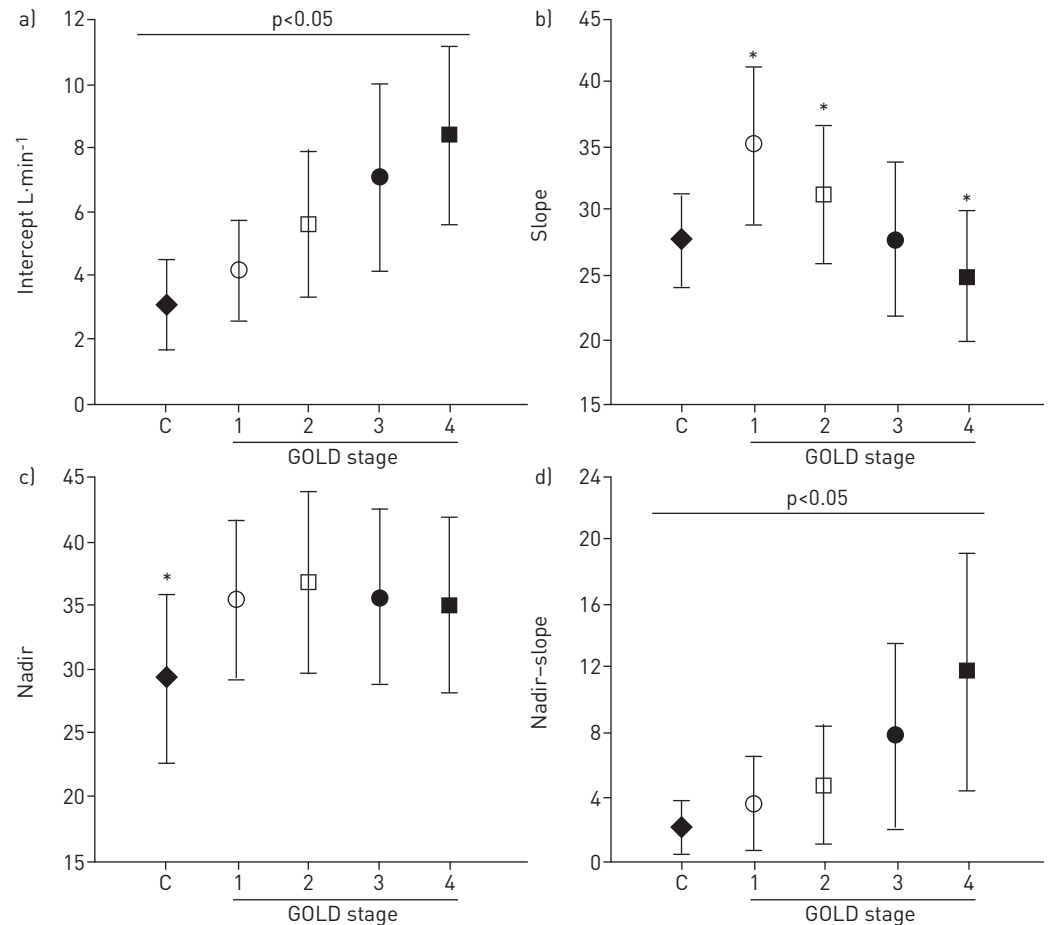 a)
p<0.05
12
10
8
6
4
2
0
Intercept L·min-1
C 1 2 3 4
GOLD stage
b)
45
40
35
30
25
20
15
Slope
* * *
C 1 2 3 4
GOLD stage
c)
45
40
35
30
25
20
15
Nadir
*
C 1 2 3 4
GOLD stage
d)
p<0.05
24
20
16
12
8
4
0
Nadir–slope
C 1 2 3 4
GOLD stage